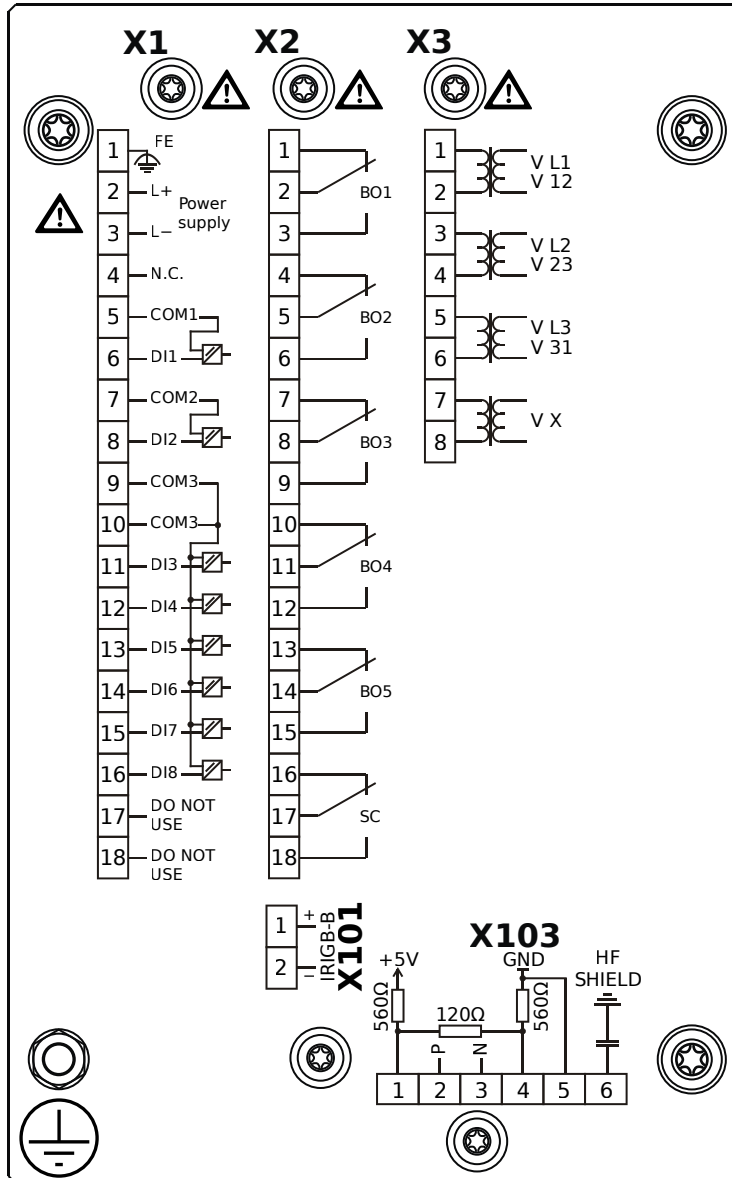 X1 X2 X3
1 FE
2 L+
Power
supply
3 L−
4 N.C.
5 COM1
6 DI1
7 COM2
8 DI2
9 COM3
10 COM3
11 DI3
12 DI4
13 DI5
14 DI6
15 DI7
16 DI8
17 DO NOT
USE
18 DO NOT
USE
1
2 BO1
3
4
5 BO2
6
7
8 BO3
9
10
11 BO4
12
13
14 BO5
15
16
17 SC
18
1 V L1
2 V 12
3 V L2
4 V 23
5 V L3
6 V 31
7 V X
8
1 +
2 −
IRIGB-B
X101
X103
+5V GND HF
SHIELD
560Ω 120Ω 560Ω
P N
1 2 3 4 5 6